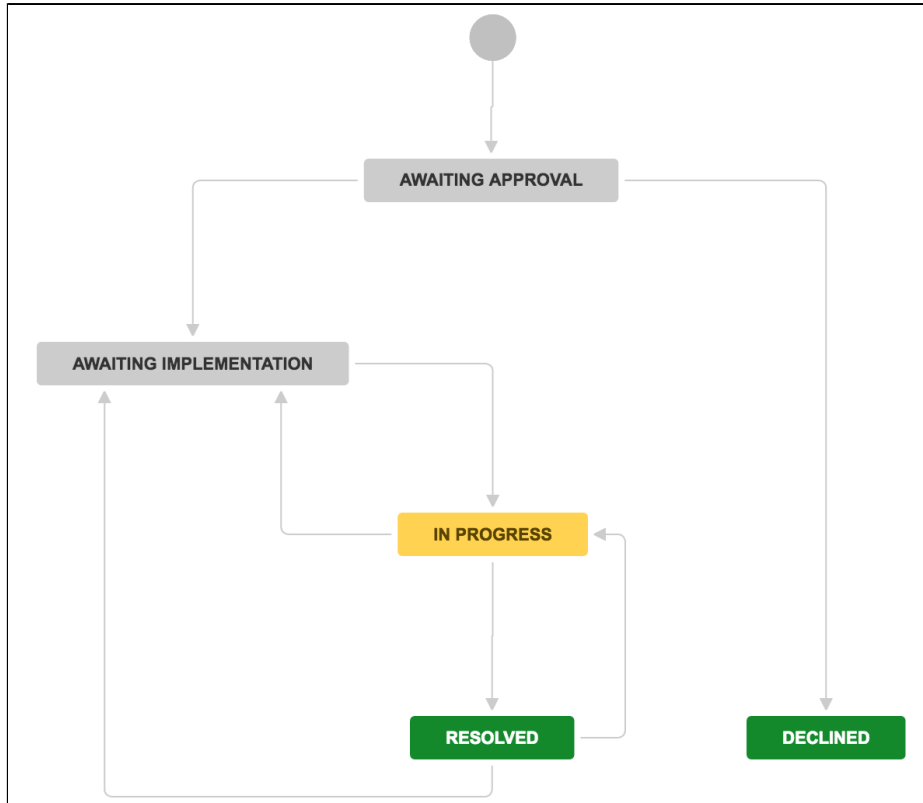 AWAITING APPROVAL
AWAITING IMPLEMENTATION
IN PROGRESS
RESOLVED
DECLINED